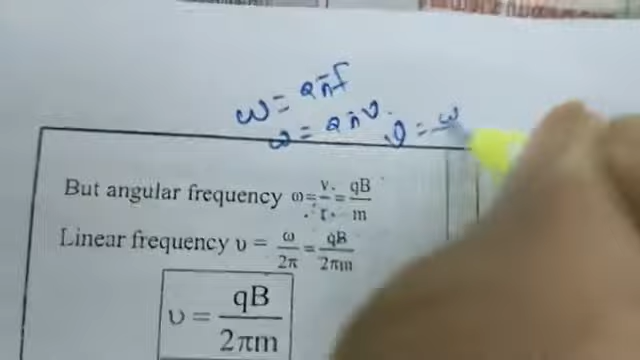 ω = 2πf
ω = 2πν, ν = ω
But angular frequency ω = v/r = qB/m
Linear frequency υ = ω/2π = qB/2πm
υ = qB/2πm